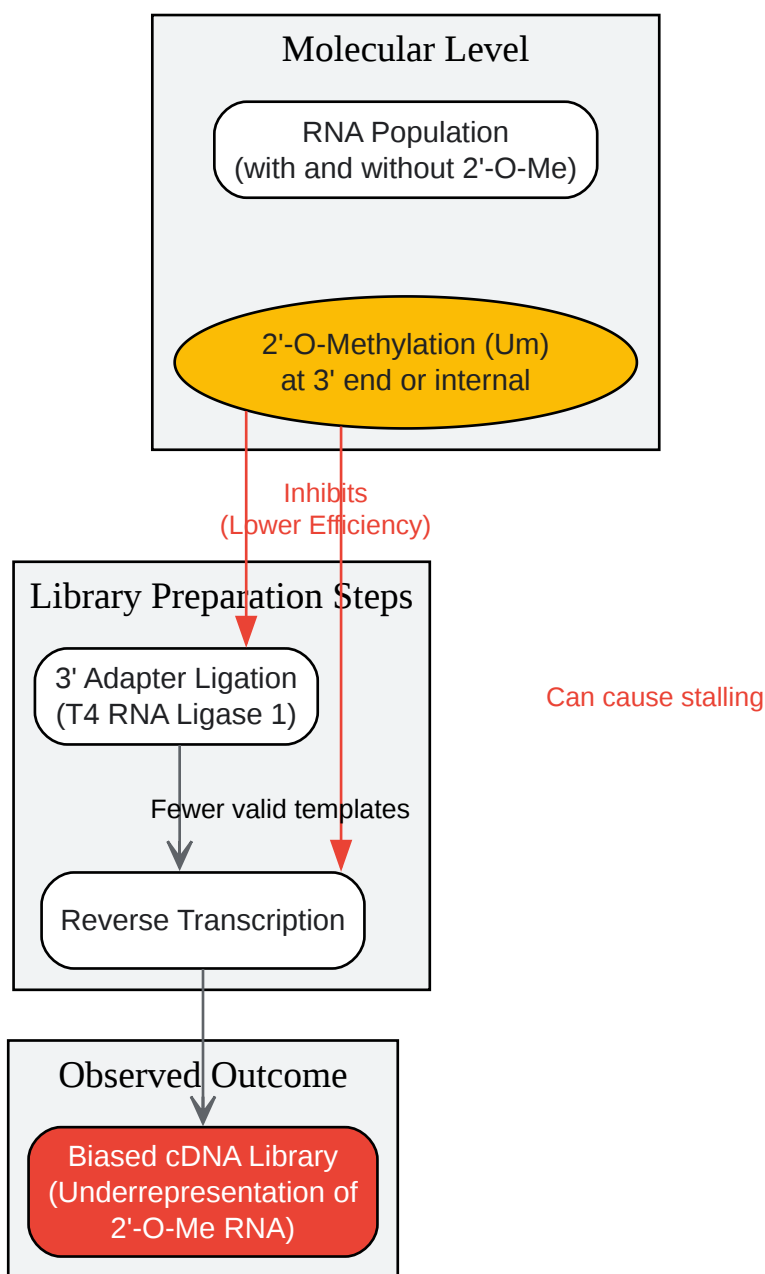 Molecular Level
RNA Population
(with and without 2'-O-Me)
2'-O-Methylation (Um)
at 3' end or internal
Inhibits
(Lower Efficiency)
Library Preparation Steps
3' Adapter Ligation
(T4 RNA Ligase 1)
Can cause stalling
Fewer valid templates
Reverse Transcription
Observed Outcome
Biased cDNA Library
(Underrepresentation of
2'-O-Me RNA)